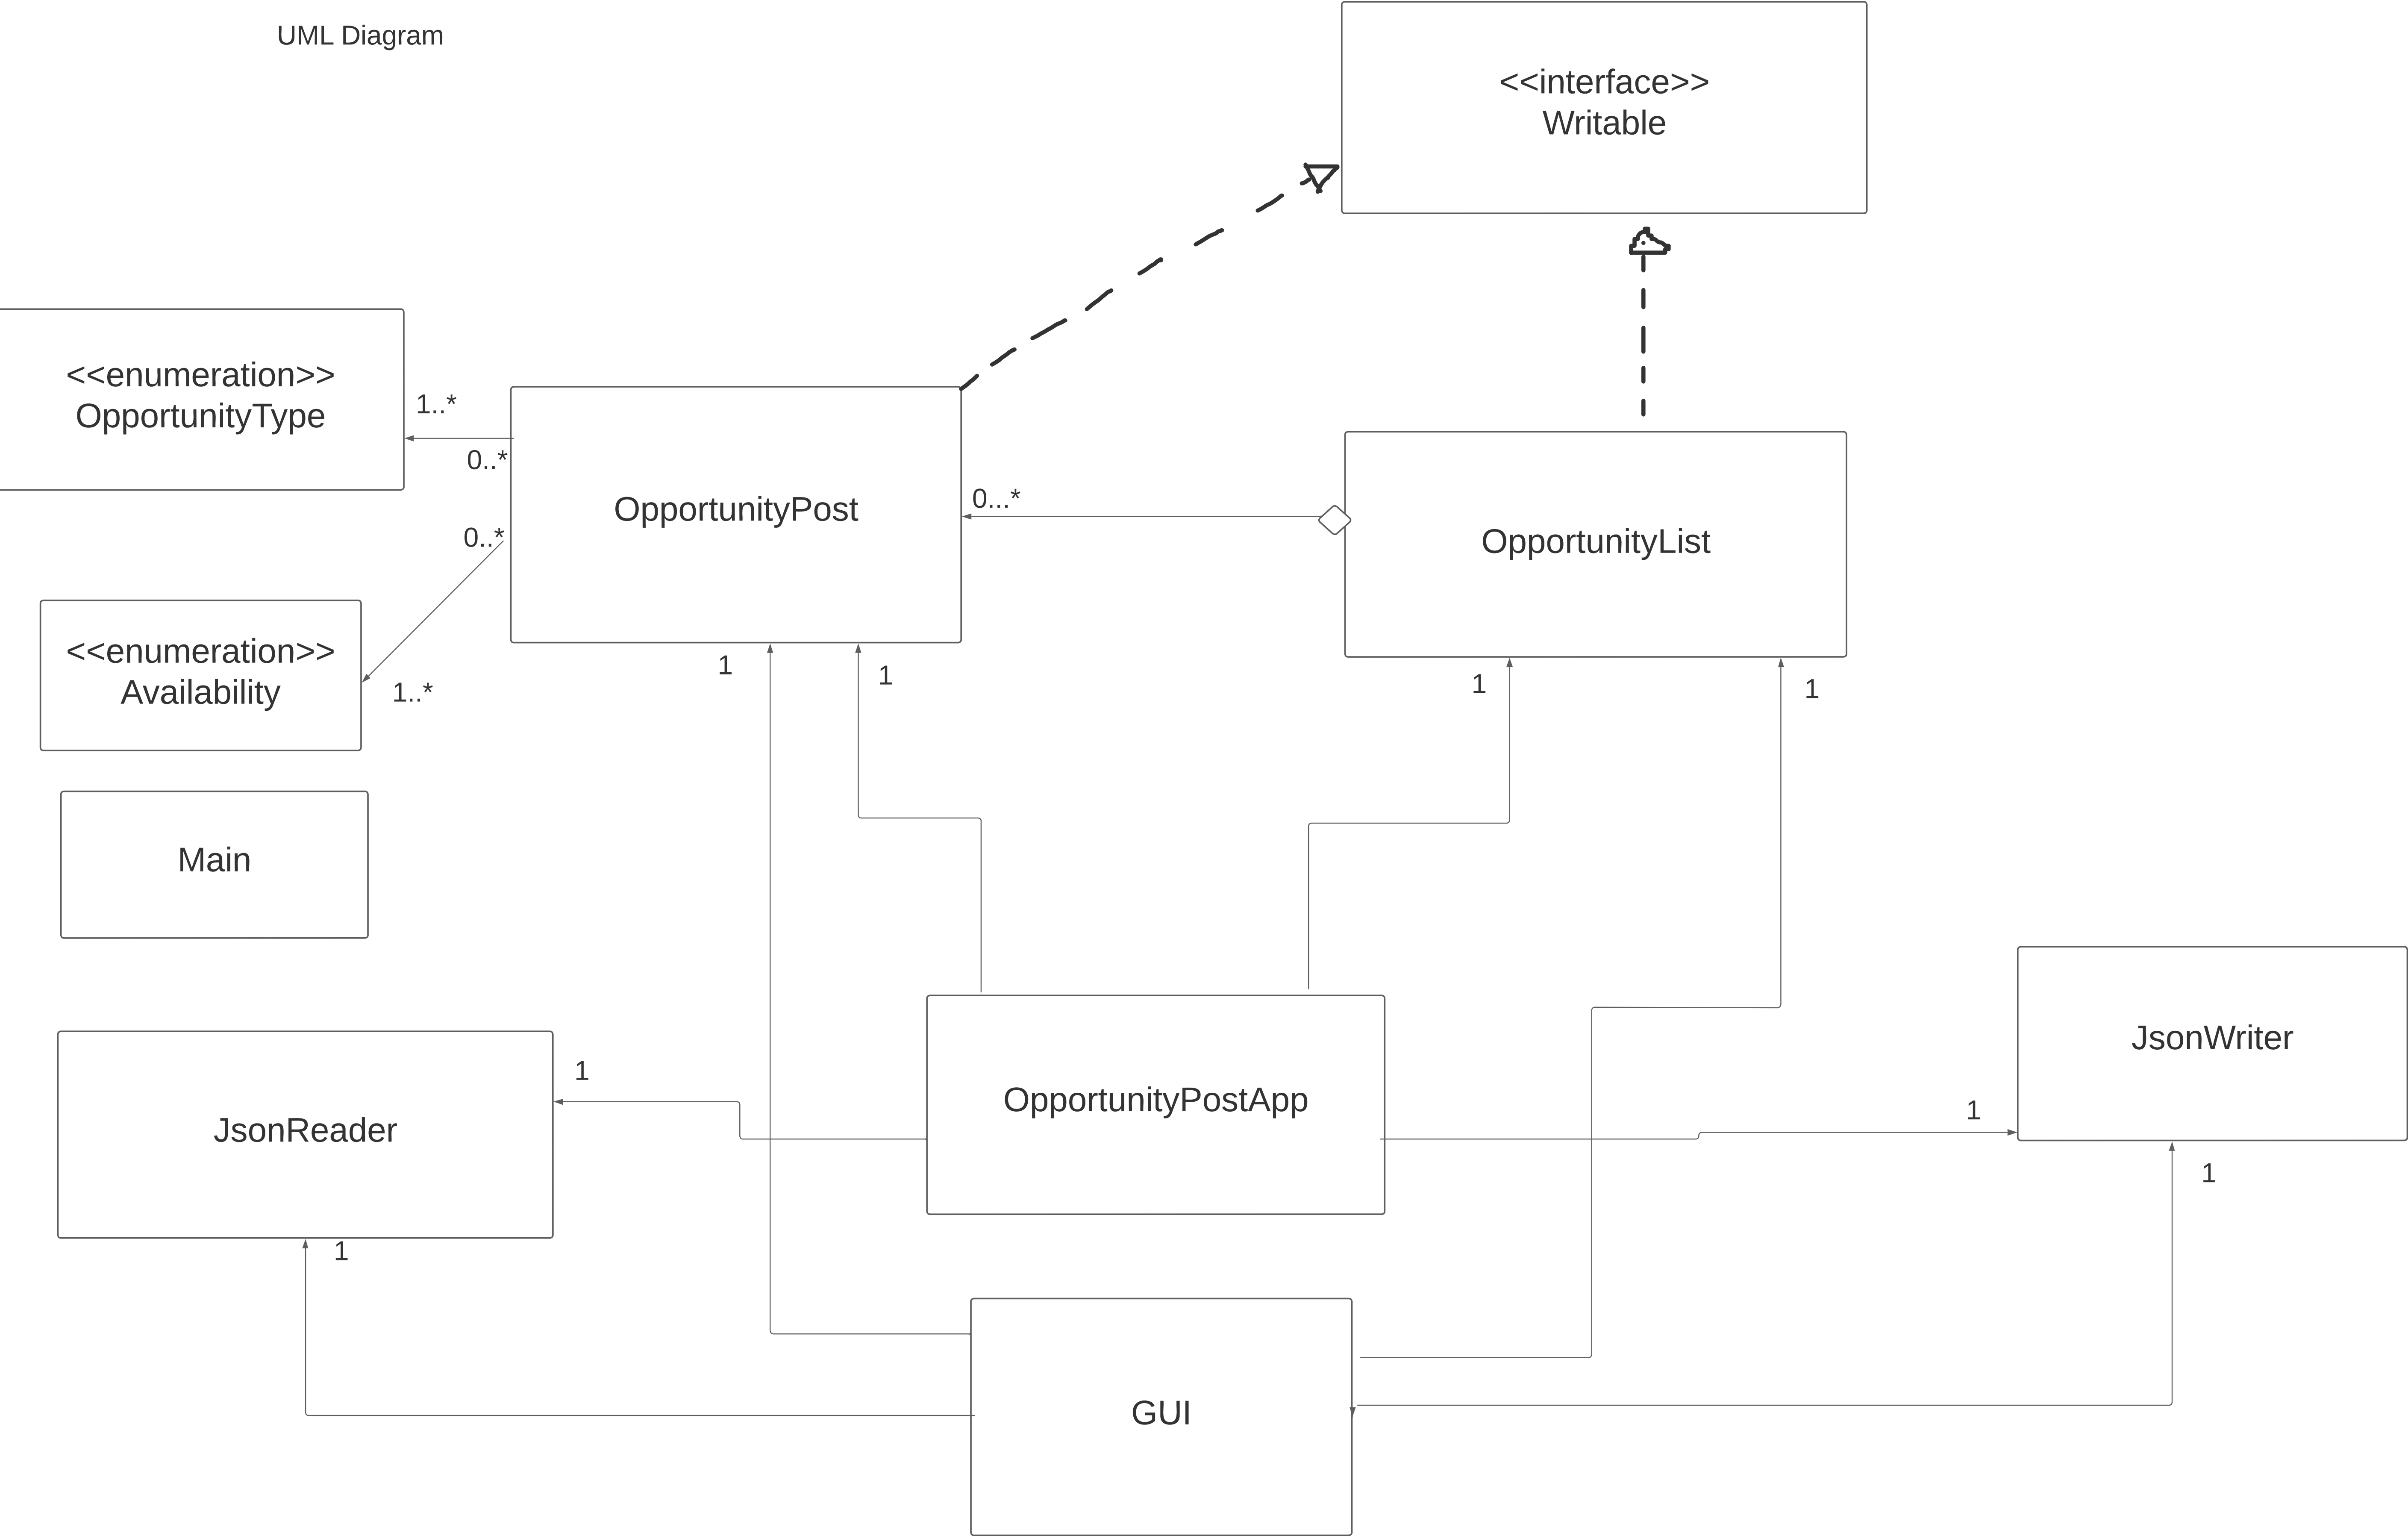 UML Diagram
<<interface>>
Writable
<<enumeration>>
OpportunityType
1..*
0..*
OpportunityPost
0...*
OpportunityList
0..*
<<enumeration>>
Availability
1..*
1
1
1
1
Main
JsonReader
1
OpportunityPostApp
1
JsonWriter
1
1
GUI